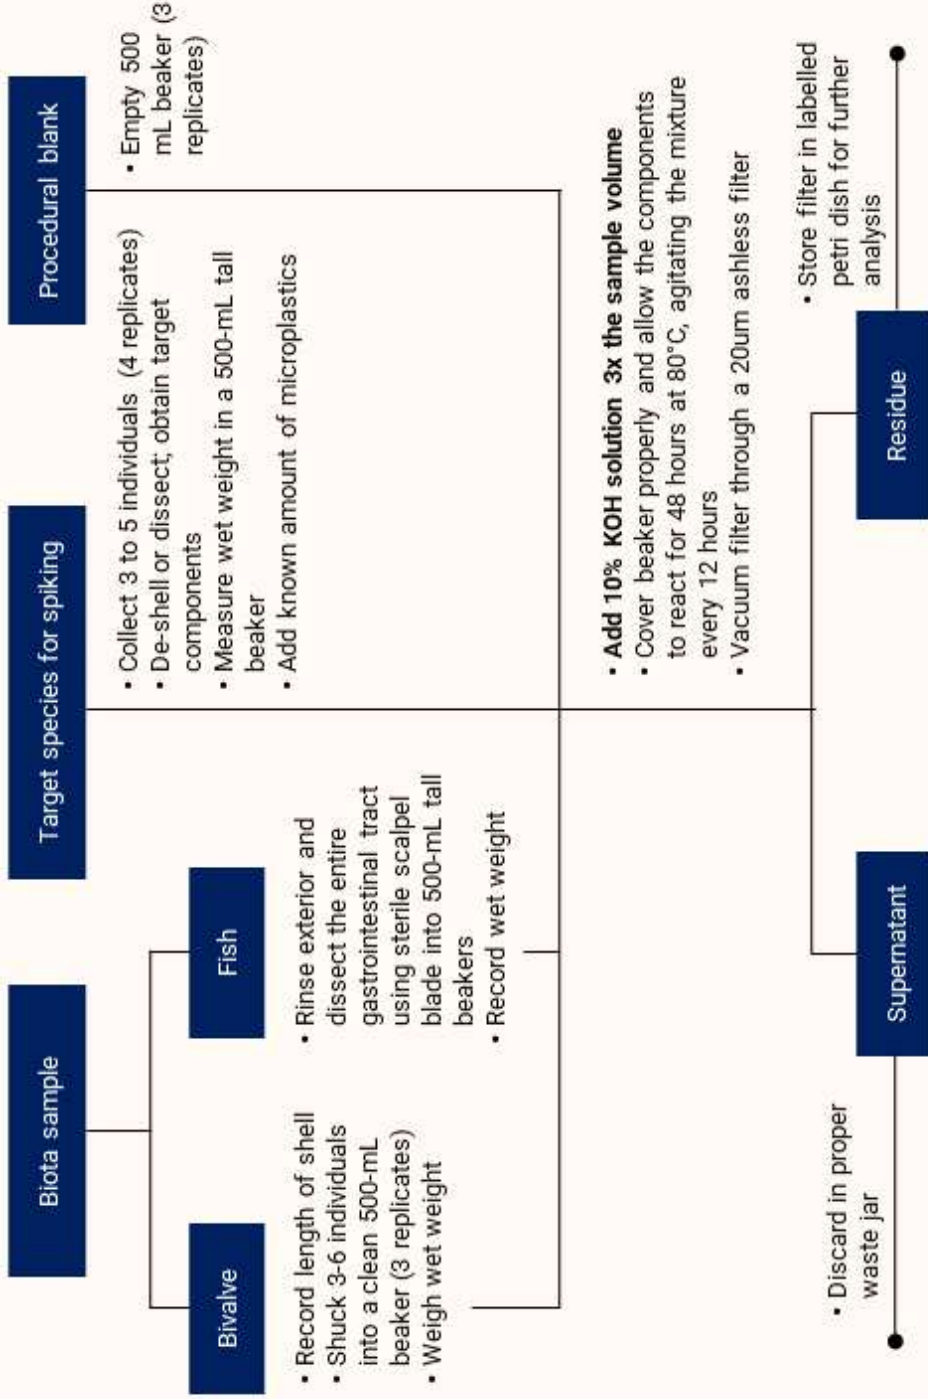 Biota sample
Target species for spiking
Procedural blank
Bivalve
Fish
• Record length of shell
• Shuck 3-6 individuals
into a clean 500-mL
beaker (3 replicates)
• Weigh wet weight
• Rinse exterior and
dissect the entire
gastrointestinal tract
using sterile scalpel
blade into 500-mL tall
beakers
• Record wet weight
• Collect 3 to 5 individuals (4 replicates)
• De-shell or dissect; obtain target
components
• Measure wet weight in a 500-mL tall
beaker
• Add known amount of microplastics
• Empty 500
mL beaker (3
replicates)
• Add 10% KOH solution 3x the sample volume
• Cover beaker properly and allow the components
to react for 48 hours at 80°C, agitating the mixture
every 12 hours
• Vacuum filter through a 20um ashless filter
Supernatant
Residue
• Discard in proper
waste jar
• Store filter in labelled
petri dish for further
analysis